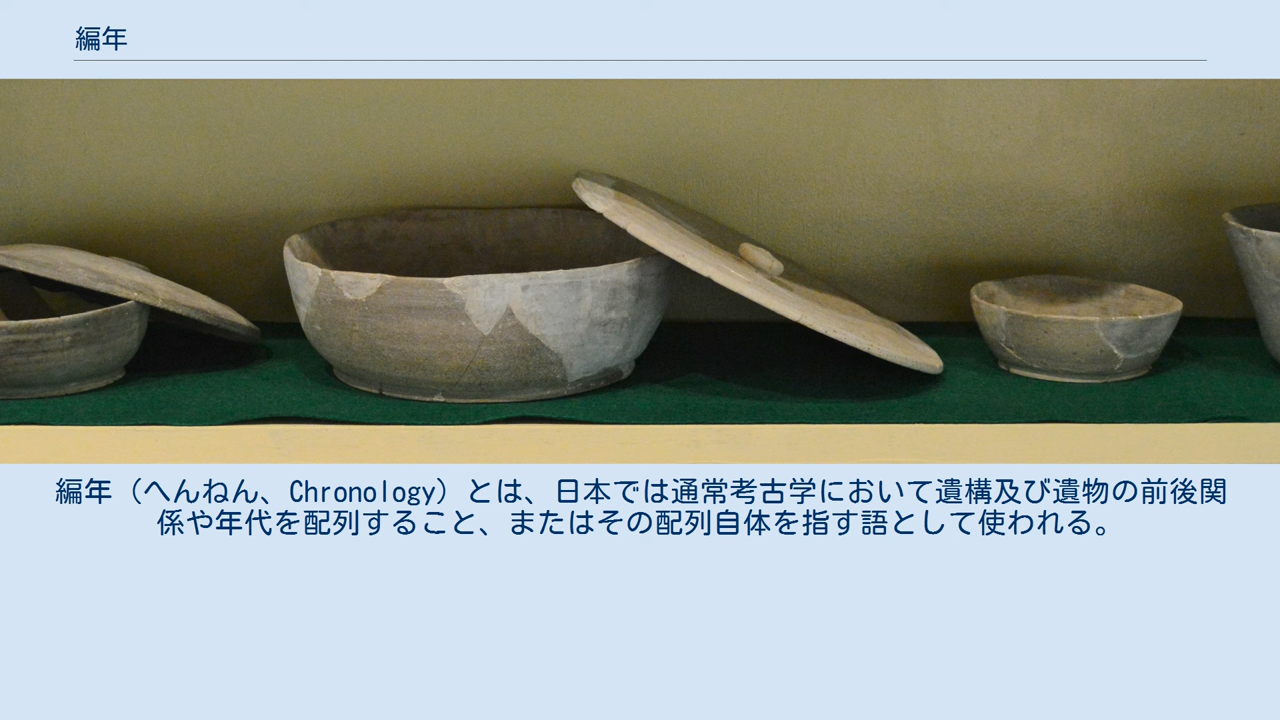 編年
編年（へんねん、Chronology）とは、日本では通常考古学において遺構及び遺物の前後関
係や年代を配列すること、またはその配列自体を指す語として使われる。